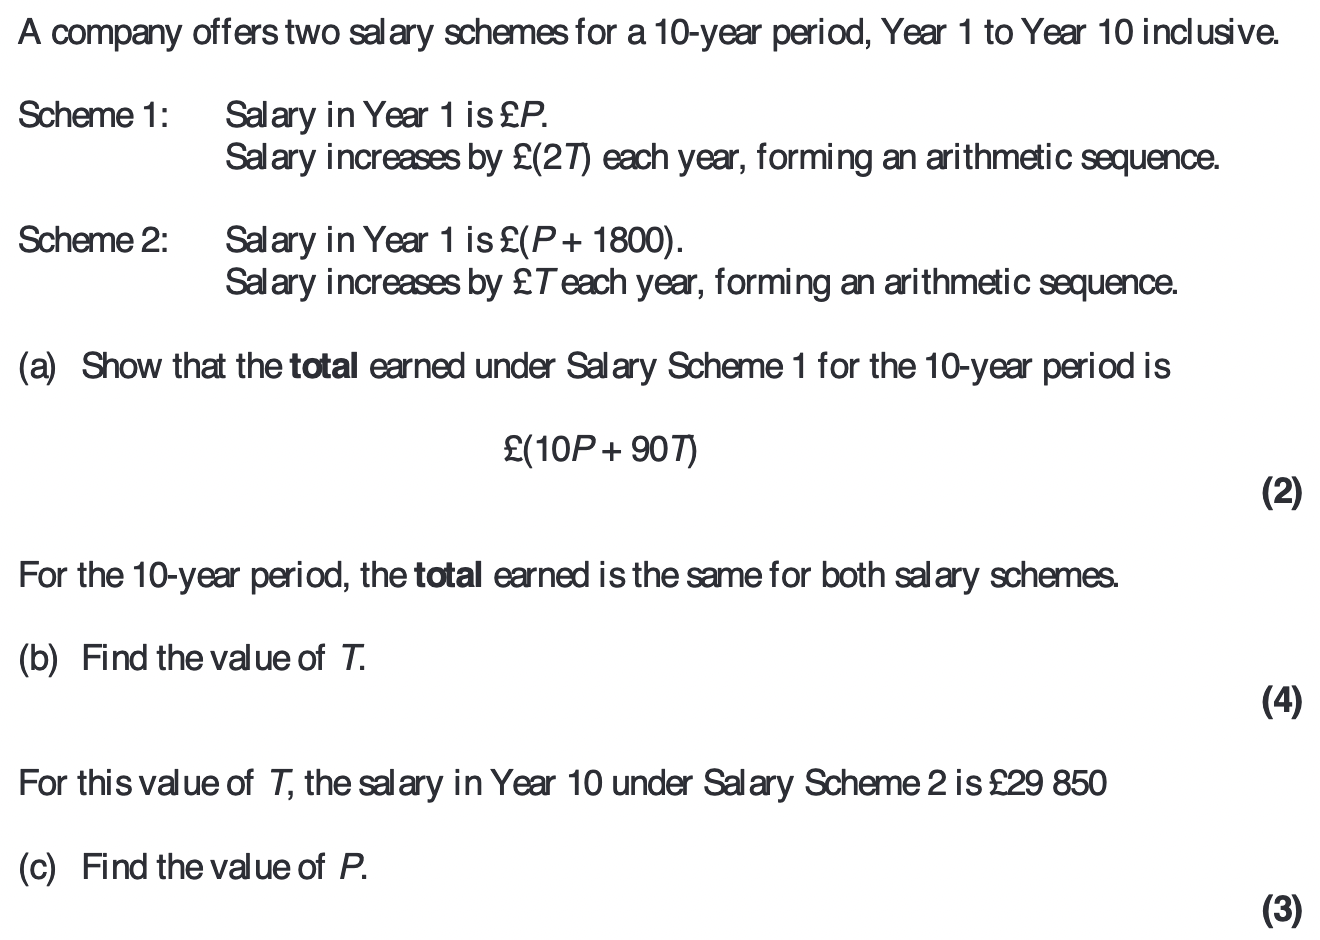 A company offers two salary schemes for a 10-year period, Year 1 to Year 10 inclusive.
Scheme 1: Salary in Year 1 is £P.
Salary increases by £(2T) each year, forming an arithmetic sequence.
Scheme 2: Salary in Year 1 is £(P + 1800).
Salary increases by £T each year, forming an arithmetic sequence.
(a) Show that the total earned under Salary Scheme 1 for the 10-year period is
£(10P + 90T)
(2)
For the 10-year period, the total earned is the same for both salary schemes.
(b) Find the value of T.
(4)
For this value of T, the salary in Year 10 under Salary Scheme 2 is £29 850
(c) Find the value of P.
(3)